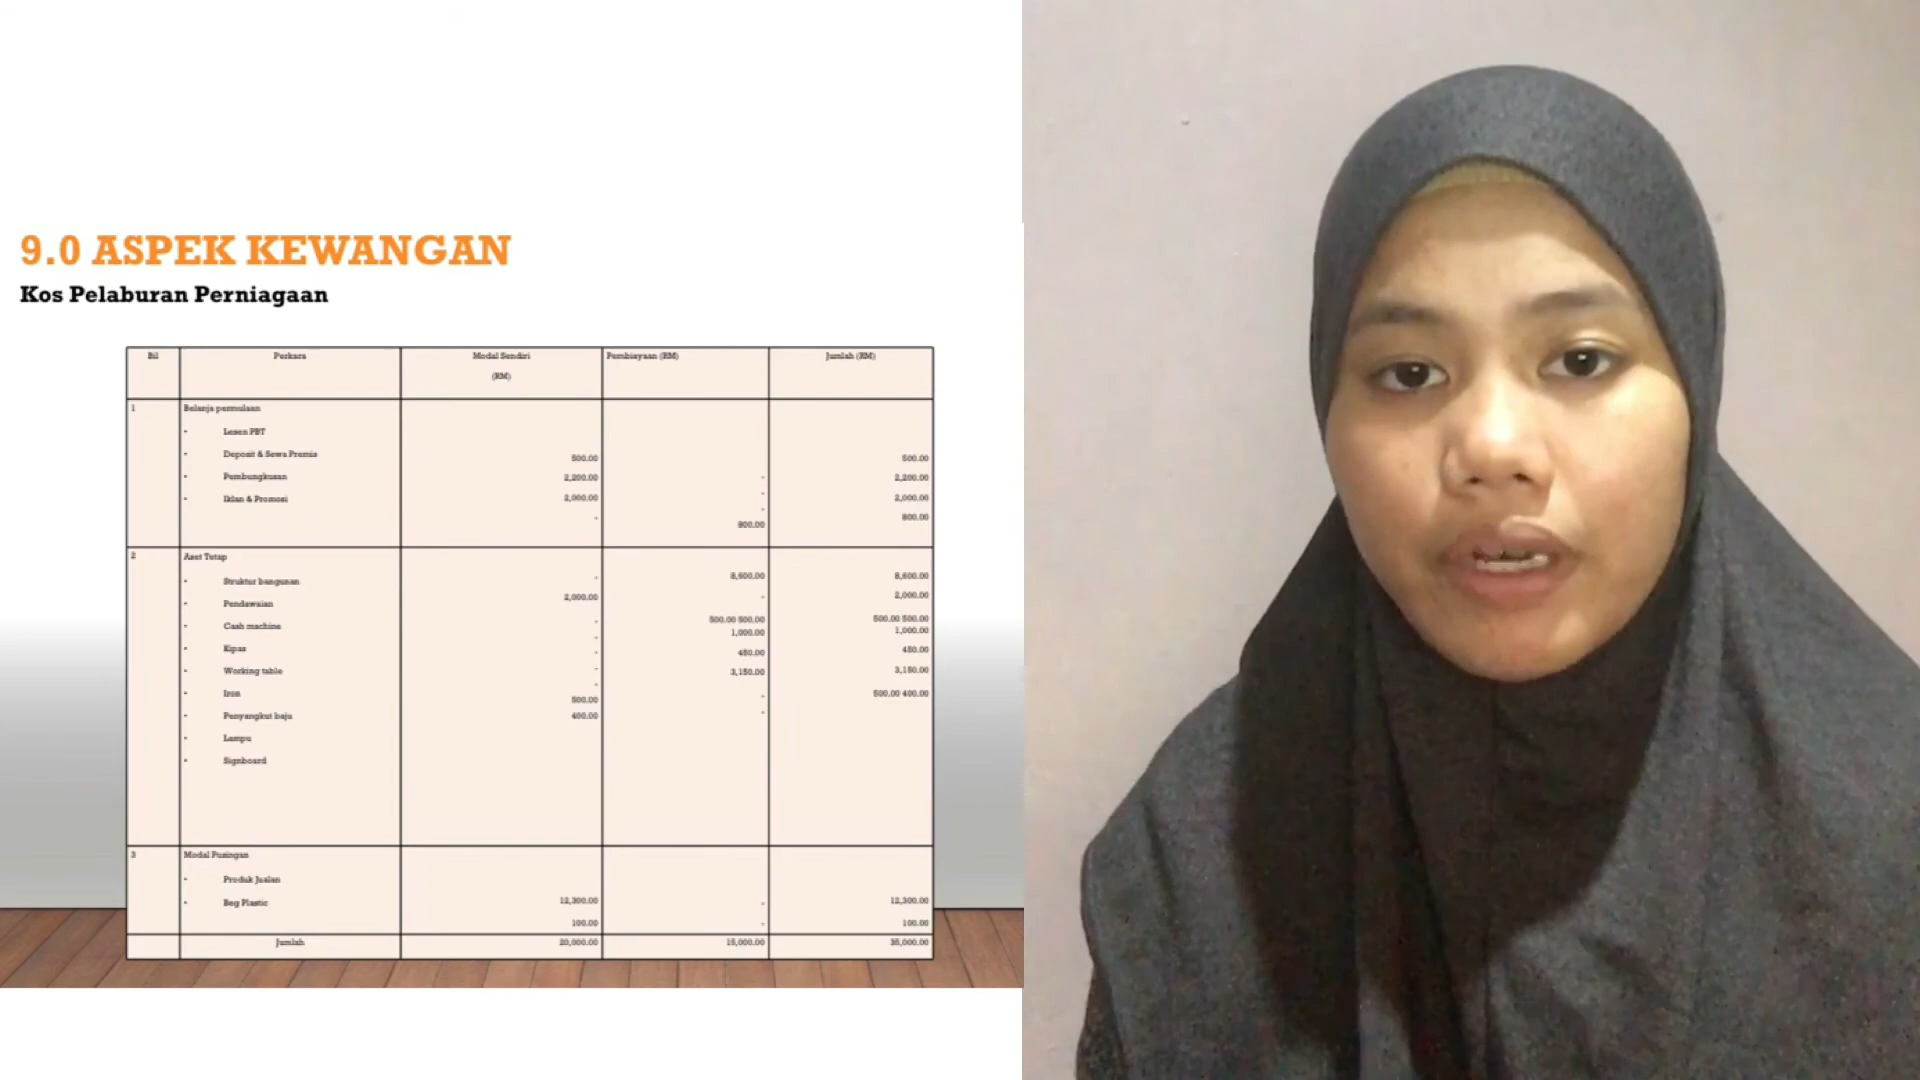 9.0 ASPEK KEWANGAN
Kos Pelaburan Perniagaan
Bil Perkara Modal Sendiri (RM) Pembiayaan (RM) Jumlah (RM)
1 Belanja permulaan
• Lesen PBT
• Deposit & Sewa Premis
500.00 500.00
• Pembungkusan 2,200.00 - 2,200.00
• Iklan & Promosi 2,000.00 - 2,000.00
- - 800.00
800.00
2 Aset Tetap
• Struktur bangunan - 8,600.00 8,600.00
• Pendawaian 2,000.00 - 2,000.00
• Cash machine - 500.00 500.00 500.00 500.00
- 1,000.00 1,000.00
• Kipas - 450.00 450.00
• Working table - 3,150.00 3,150.00
• Iron - - 500.00 400.00
500.00
• Penyangkut baju 400.00 -
• Lampu
• Signboard
3 Modal Pusingan
• Produk Jualan
• Beg Plastic 12,300.00 - 12,300.00
100.00 - 100.00
Jumlah 20,000.00 15,000.00 35,000.00